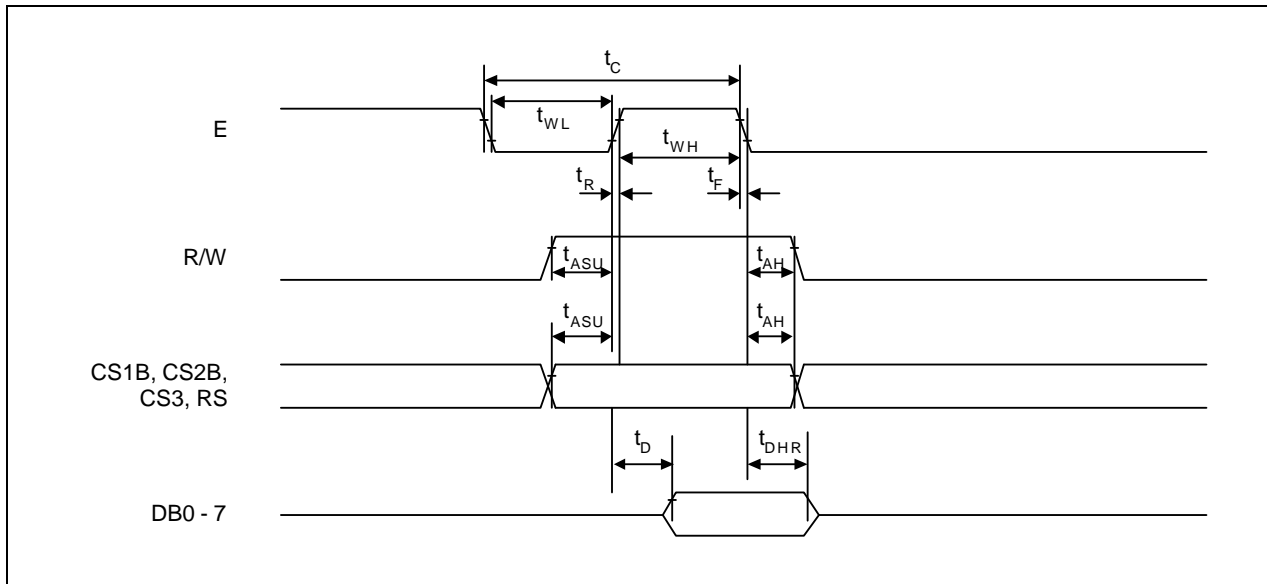 t_C
E
t_WL
t_WH
t_R
t_F
R/W
t_ASU
t_AH
t_ASU
t_AH
CS1B, CS2B,
CS3, RS
t_D
t_DHR
DB0 - 7